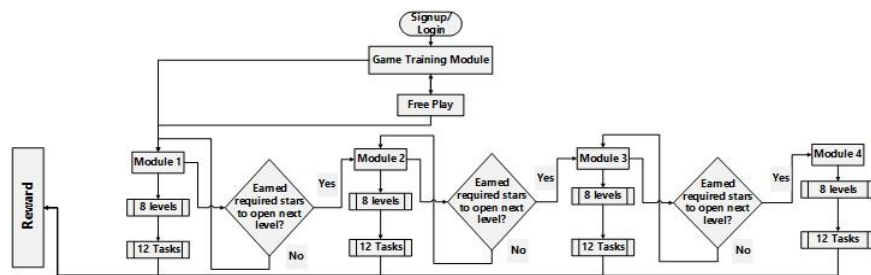 Signup/
Login
Game Training Module
Free Play
Module 1
Module 2
Module 3
Module 4
Earned
required stars
to open next
level?
Yes
No
Earned
required stars
to open next
level?
Yes
No
Earned
required stars
to open next
level?
Yes
No
8 levels
8 levels
8 levels
8 levels
12 Tasks
12 Tasks
12 Tasks
12 Tasks
Reward